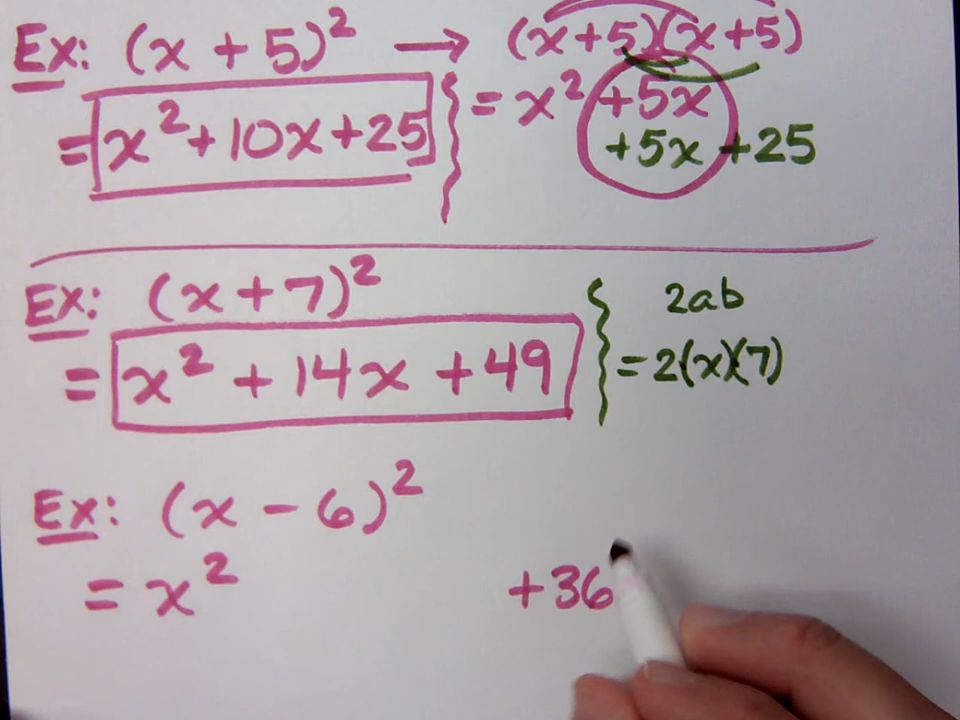 Ex: (x + 5)² → (x+5)(x+5)
= x² +10x+25 = x² +5x
+5x +25
Ex: (x + 7)² 2ab
= x² + 14x + 49 = 2(x)(7)
Ex: (x - 6)²
= x² +36